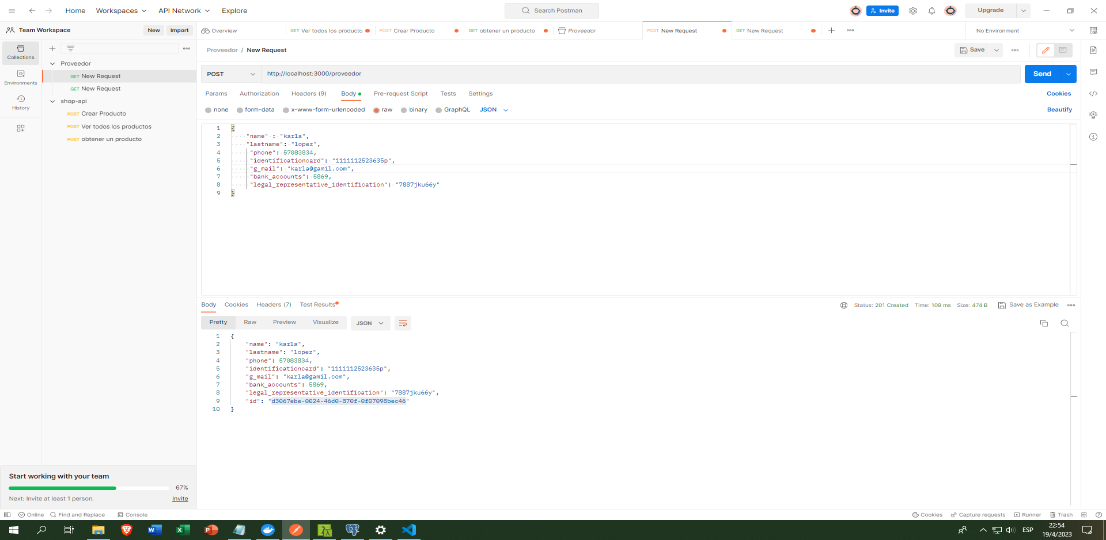 Home Workspaces API Network Explore Search Postman Invite Upgrade
Team Workspace New Import Overview GET Ver todos los producto POST Crear Producto GET obtener un producto Proveedor POST New Request GET New Request No Environment
Collections
Environments
History
Proveedor
GET New Request
GET New Request
shop-api
POST Crear Producto
POST Ver todos los productos
POST obtener un producto
Proveedor / New Request Save
POST http://localhost:3000/proveedor Send
Params Authorization Headers (9) Body Pre-request Script Tests Settings Cookies
none form-data x-www-form-urlencoded raw binary GraphQL JSON Beautify
1 {
2 "name" : "karla",
3 "lastname": "lopez",
4 "phone": 57083834,
5 "identificationcard": "1111112523635p",
6 "g_mail": "karla@gamil.com",
7 "bank_accounts": 5869,
8 "legal_representative_identification": "7887jku66y"
9 }
Body Cookies Headers (7) Test Results Status: 201 Created Time: 168 ms Size: 474 B Save as Example
Pretty Raw Preview Visualize JSON
1 {
2 "name": "karla",
3 "lastname": "lopez",
4 "phone": 57083834,
5 "identificationcard": "1111112523635p",
6 "g_mail": "karla@gamil.com",
7 "bank_accounts": 5869,
8 "legal_representative_identification": "7887jku66y",
9 "id":
10 }
Start working with your team
67%
Next: Invite at least 1 person. Invite
Online Find and Replace Console Cookies Capture requests Runner Trash
ESP 22:54
19/4/2023